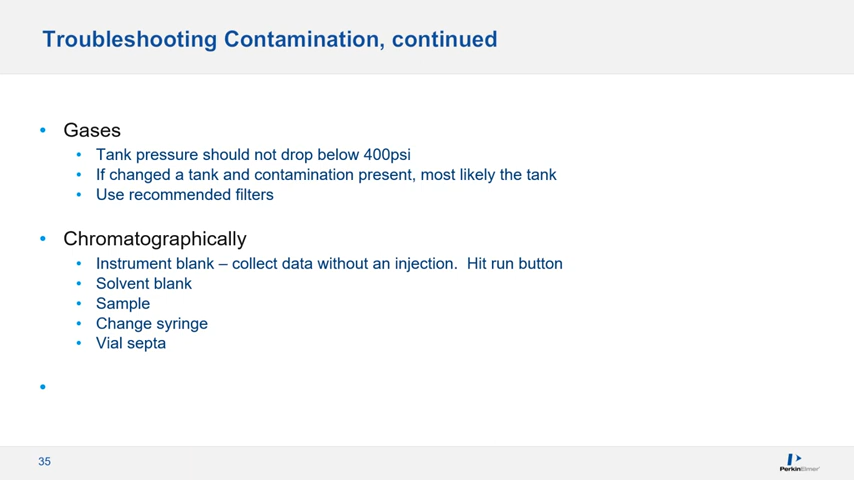 Troubleshooting Contamination, continued
• Gases
• Tank pressure should not drop below 400psi
• If changed a tank and contamination present, most likely the tank
• Use recommended filters
• Chromatographically
• Instrument blank – collect data without an injection.  Hit run button
• Solvent blank
• Sample
• Change syringe
• Vial septa
•
35
PerkinElmer